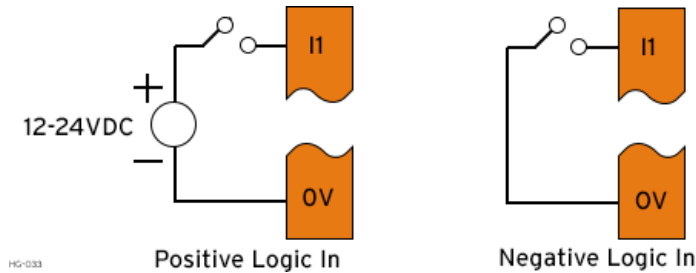 I1
I1
+
12-24VDC
−
0V
0V
HG-033
Positive Logic In
Negative Logic In